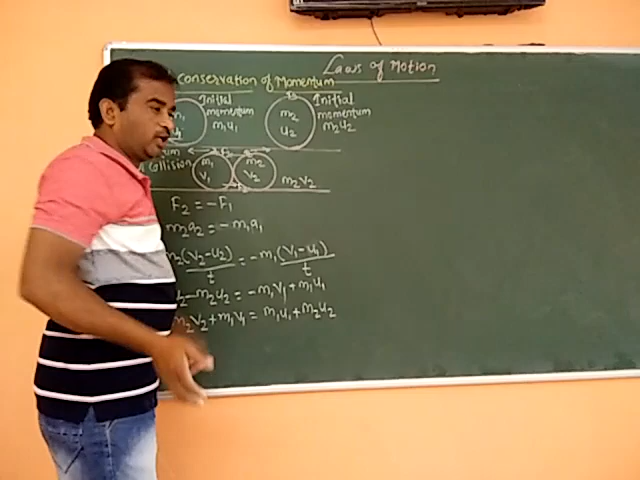 Laws of Motion
Conservation of Momentum
Initial
momentum
m₁u₁
m₂
u₂
Initial
momentum
m₂u₂
Collision
m₁
v₁
m₂
v₂
m₂v₂
F₂ = -F₁
m₂a₂ = -m₁a₁
m₂(v₂-u₂)/t = -m₁(v₁-u₁)/t
-m₂u₂ = -m₁v₁+m₁u₁
m₂v₂+m₁v₁ = m₁u₁+m₂u₂